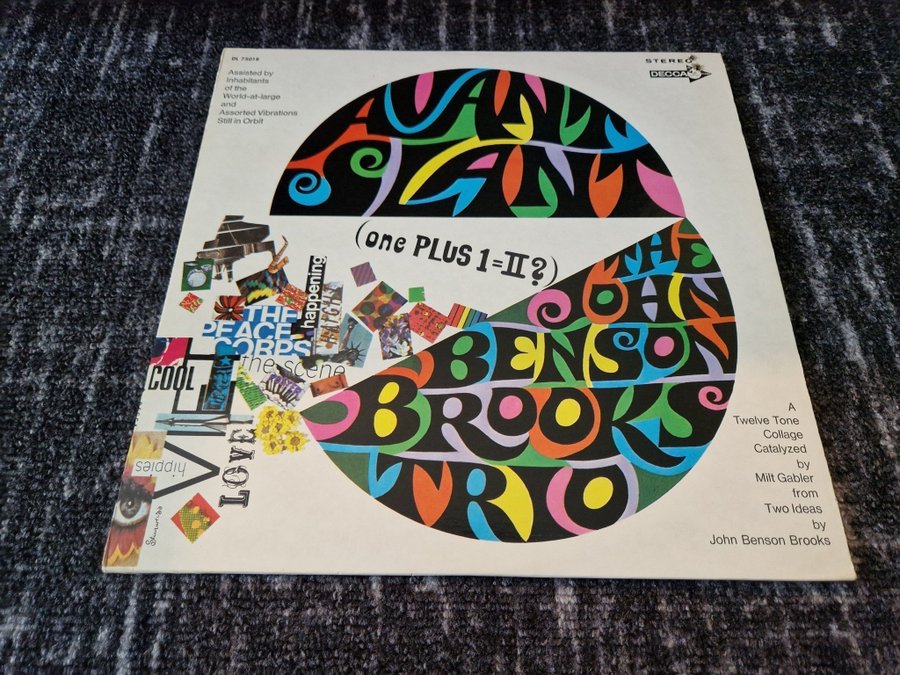 DL 75018
STEREO
DECCA
Assisted by
Inhabitants
of the
World-at-large
and
Assorted Vibrations
Still in Orbit
AVANT
SLANT
(one PLUS 1=II?)
THE
JOHN
BENSON
BROOKS
TRIO
happening
THE
PEACE
CORPS
the scene
COOL
VIET
LOVE!
hippies
A
Twelve Tone
Collage
Catalyzed
by
Milt Gabler
from
Two Ideas
by
John Benson Brooks